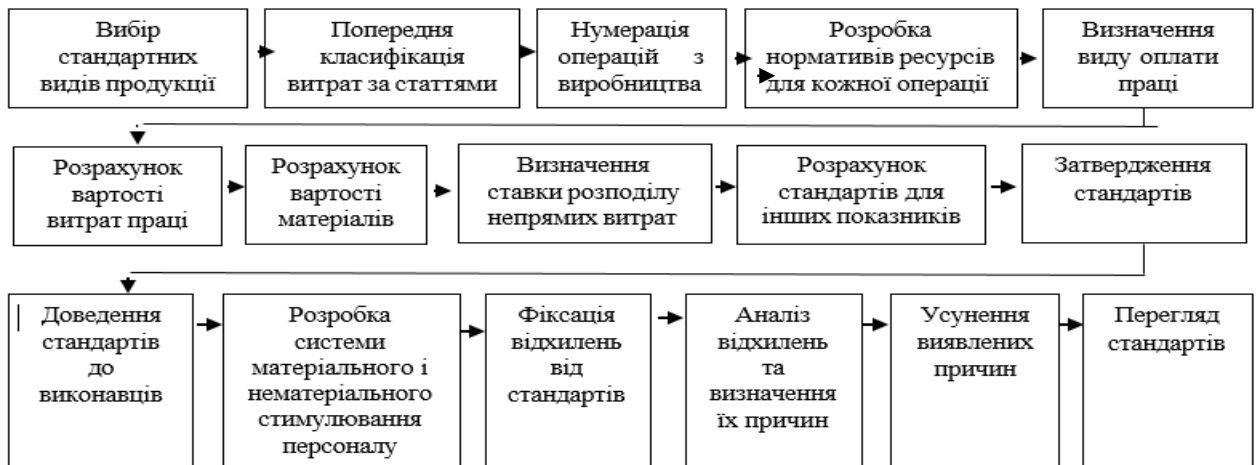 Вибір
стандартних
видів продукції
Попередня
класифікація
витрат за статтями
Нумерація
операцій з
виробництва
Розробка
нормативів ресурсів
для кожної операції
Визначення
виду оплати
праці
Розрахунок
вартості
витрат праці
Розрахунок
вартості
матеріалів
Визначення
ставки розподілу
непрямих витрат
Розрахунок
стандартів для
інших показників
Затвердження
стандартів
Доведення
стандартів
до
виконавців
Розробка
системи
матеріального і
нематеріального
стимулювання
персоналу
Фіксація
відхилень
від
стандартів
Аналіз
відхилень
та
визначення
їх причин
Усунення
виявлених
причин
Перегляд
стандартів